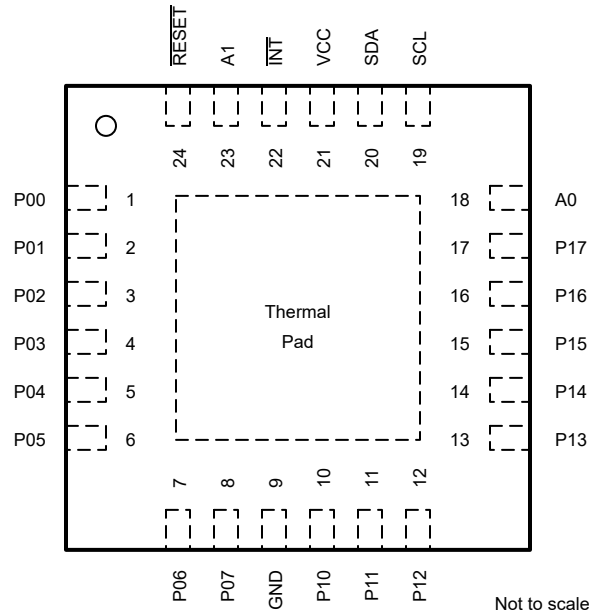 RESET A1 INT VCC SDA SCL
24 23 22 21 20 19
P00 1 18 A0
P01 2 17 P17
P02 3 16 P16
P03 4 15 P15
P04 5 14 P14
P05 6 13 P13
Thermal
Pad
7 8 9 10 11 12
P06 P07 GND P10 P11 P12
Not to scale